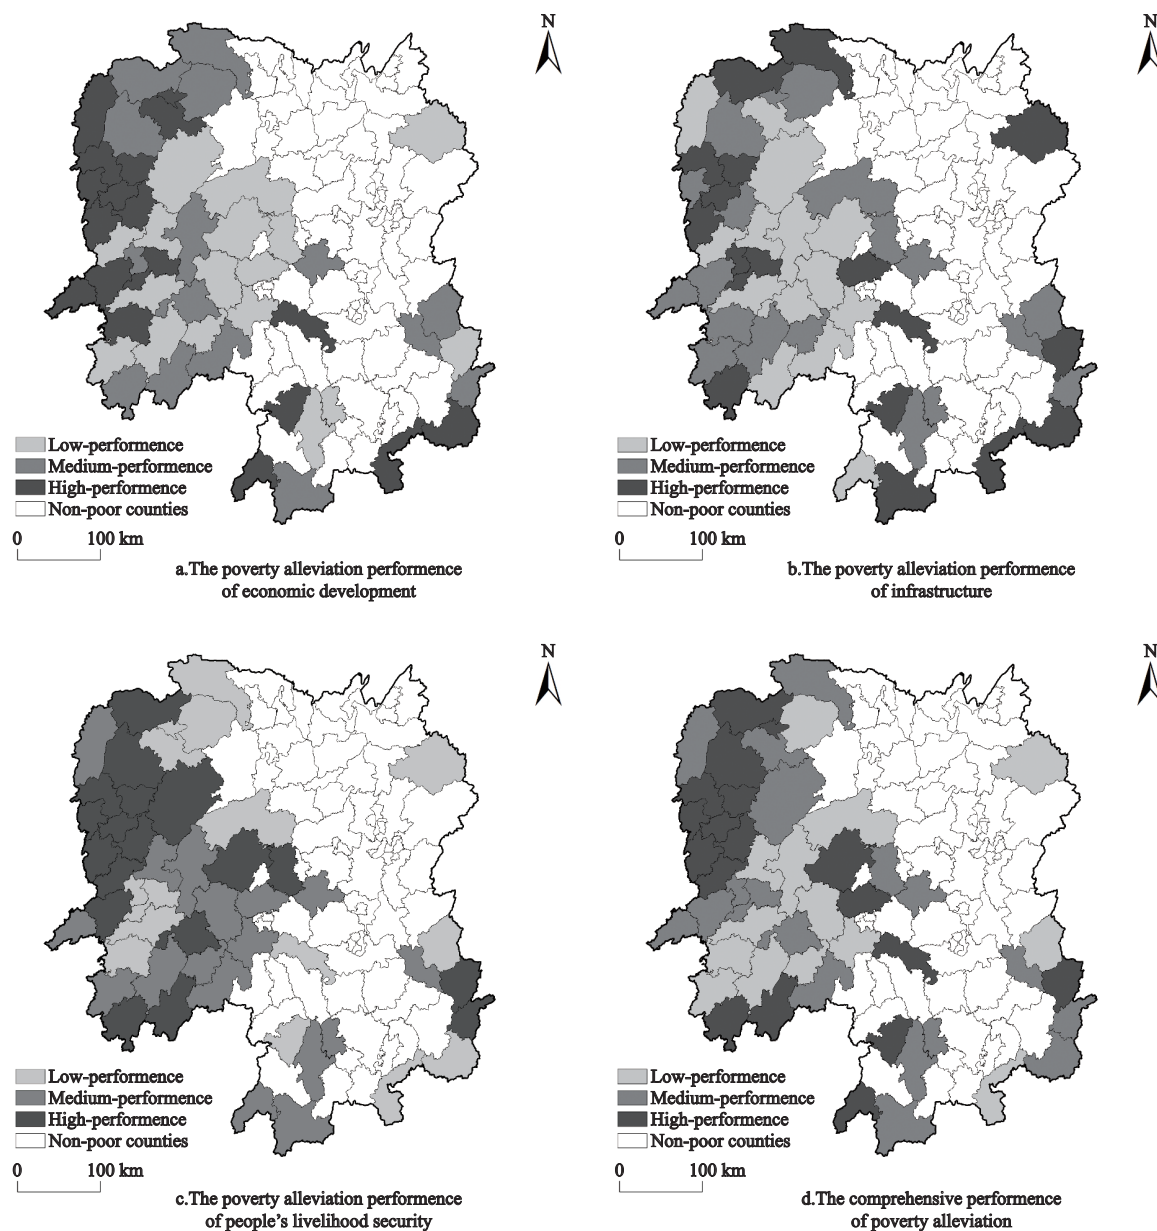 N
N
Low-performence
Medium-performence
High-performence
Non-poor counties
0 100 km
a.The poverty alleviation performence
of economic development
Low-performence
Medium-performence
High-performence
Non-poor counties
0 100 km
b.The poverty alleviation performence
of infrastructure
N
N
Low-performence
Medium-performence
High-performence
Non-poor counties
0 100 km
c.The poverty alleviation performence
of people's livelihood security
Low-performence
Medium-performence
High-performence
Non-poor counties
0 100 km
d.The comprehensive performence
of poverty alleviation